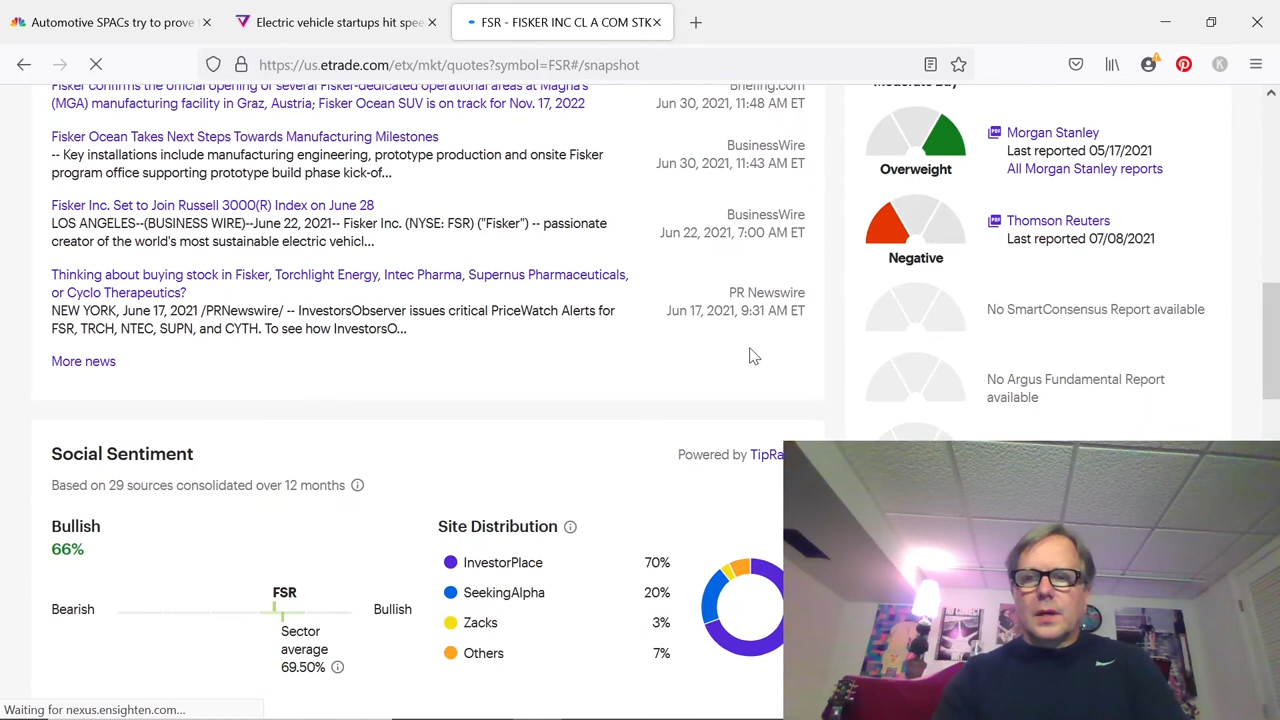 Automotive SPACs try to prove
Electric vehicle startups hit spee
FSR - FISKER INC CL A COM STK
https://us.etrade.com/etx/mkt/quotes?symbol=FSR#/snapshot
Fisker confirms the official opening of several Fisker-dedicated operational areas at Magna's
(MGA) manufacturing facility in Graz, Austria; Fisker Ocean SUV is on track for Nov. 17, 2022
Briefing.com
Jun 30, 2021, 11:48 AM ET
Fisker Ocean Takes Next Steps Towards Manufacturing Milestones
-- Key installations include manufacturing engineering, prototype production and onsite Fisker
program office supporting prototype build phase kick-of...
BusinessWire
Jun 30, 2021, 11:43 AM ET
Fisker Inc. Set to Join Russell 3000(R) Index on June 28
LOS ANGELES--(BUSINESS WIRE)--June 22, 2021-- Fisker Inc. (NYSE: FSR) ("Fisker") -- passionate
creator of the world's most sustainable electric vehicl...
BusinessWire
Jun 22, 2021, 7:00 AM ET
Thinking about buying stock in Fisker, Torchlight Energy, Intec Pharma, Supernus Pharmaceuticals,
or Cyclo Therapeutics?
NEW YORK, June 17, 2021 /PRNewswire/ -- InvestorsObserver issues critical PriceWatch Alerts for
FSR, TRCH, NTEC, SUPN, and CYTH. To see how InvestorsO...
PR Newswire
Jun 17, 2021, 9:31 AM ET
More news
Moderate Buy
Overweight
PDF
Morgan Stanley
Last reported 05/17/2021
All Morgan Stanley reports
Negative
PDF
Thomson Reuters
Last reported 07/08/2021
No SmartConsensus Report available
No Argus Fundamental Report
available
Social Sentiment
Powered by TipRa
Based on 29 sources consolidated over 12 months
Bullish
66%
Bearish
FSR
Bullish
Sector
average
69.50%
Site Distribution
InvestorPlace 70%
SeekingAlpha 20%
Zacks 3%
Others 7%
Waiting for nexus.ensighten.com...